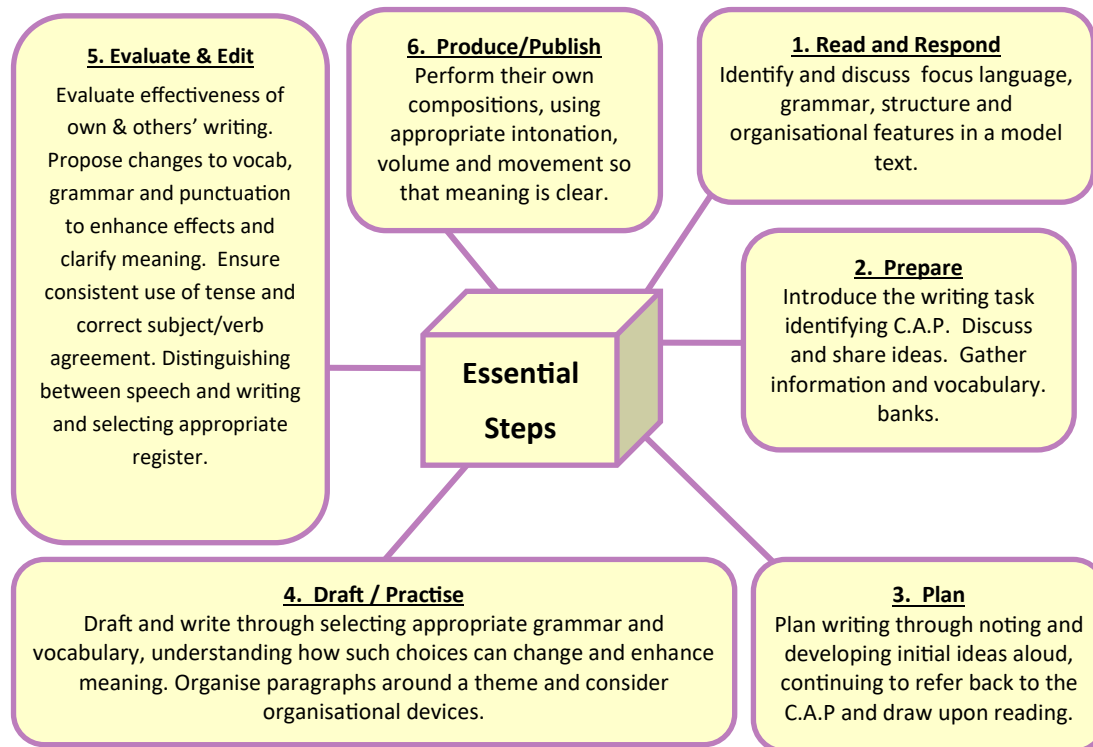 Essential
Steps
1. Read and Respond
Identify and discuss focus language,
grammar, structure and
organisational features in a model
text.
2. Prepare
Introduce the writing task
identifying C.A.P. Discuss
and share ideas. Gather
information and vocabulary.
banks.
3. Plan
Plan writing through noting and
developing initial ideas aloud,
continuing to refer back to the
C.A.P and draw upon reading.
4. Draft / Practise
Draft and write through selecting appropriate grammar and
vocabulary, understanding how such choices can change and enhance
meaning. Organise paragraphs around a theme and consider
organisational devices.
5. Evaluate & Edit
Evaluate effectiveness of
own & others’ writing.
Propose changes to vocab,
grammar and punctuation
to enhance effects and
clarify meaning. Ensure
consistent use of tense and
correct subject/verb
agreement. Distinguishing
between speech and writing
and selecting appropriate
register.
6. Produce/Publish
Perform their own
compositions, using
appropriate intonation,
volume and movement so
that meaning is clear.